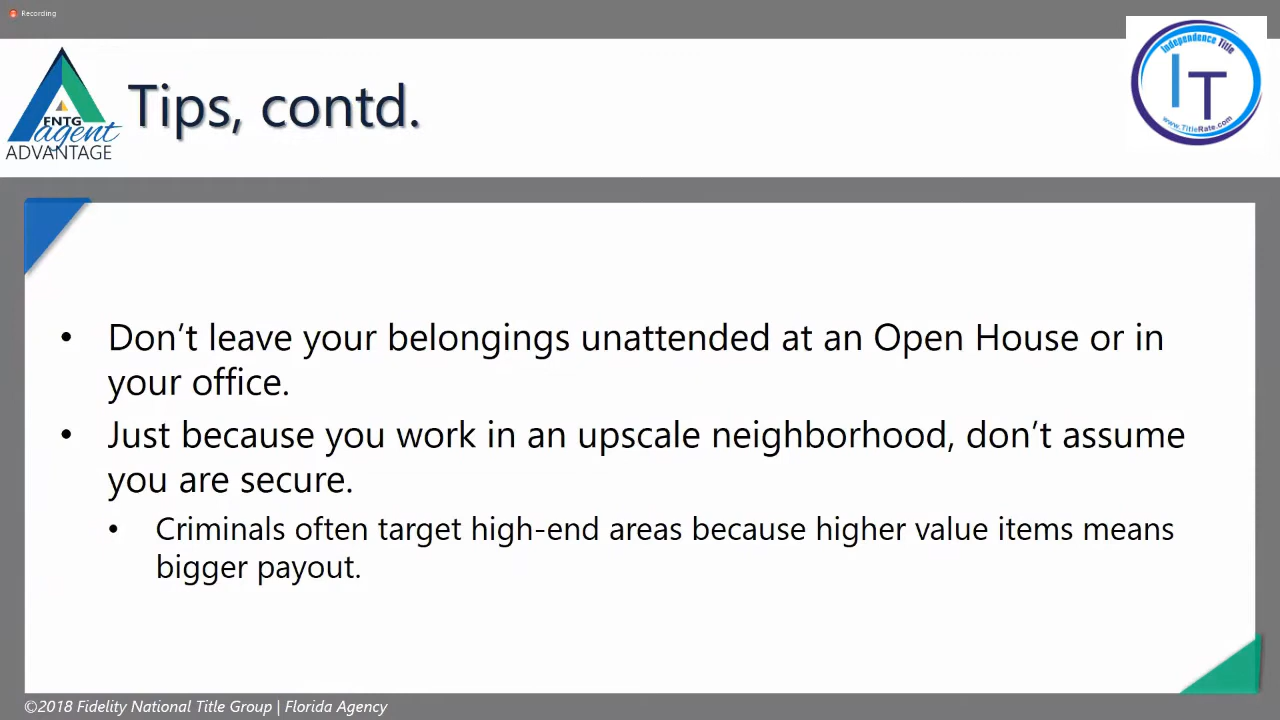 Recording
Independence Title
IT
www.TitleRate.com
FNTG
agent
ADVANTAGE
Tips, contd.
• Don’t leave your belongings unattended at an Open House or in
your office.
• Just because you work in an upscale neighborhood, don’t assume
you are secure.
• Criminals often target high-end areas because higher value items means
bigger payout.
©2018 Fidelity National Title Group | Florida Agency